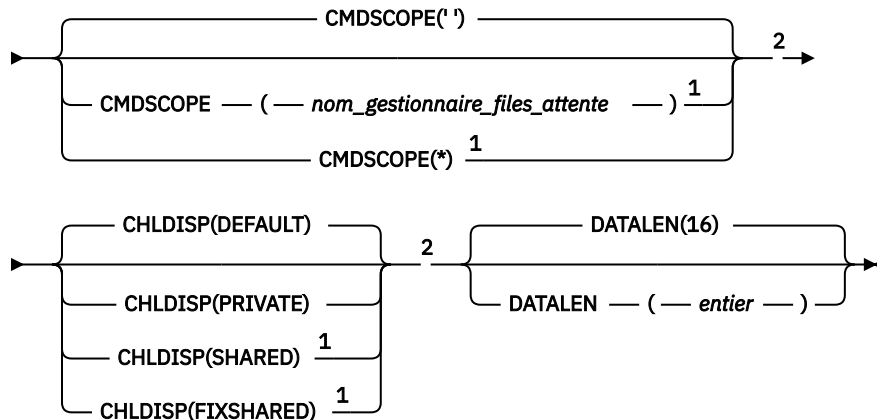 CMDSCOPE(' ')
2
CMDSCOPE ( nom_gestionnaire_files_attente ) 1
CMDSCOPE(*) 1
CHLDISP(DEFAULT) 2 DATALEN(16)
CHLDISP(PRIVATE) DATALEN ( entier )
CHLDISP(SHARED) 1
CHLDISP(FIXSHARED) 1